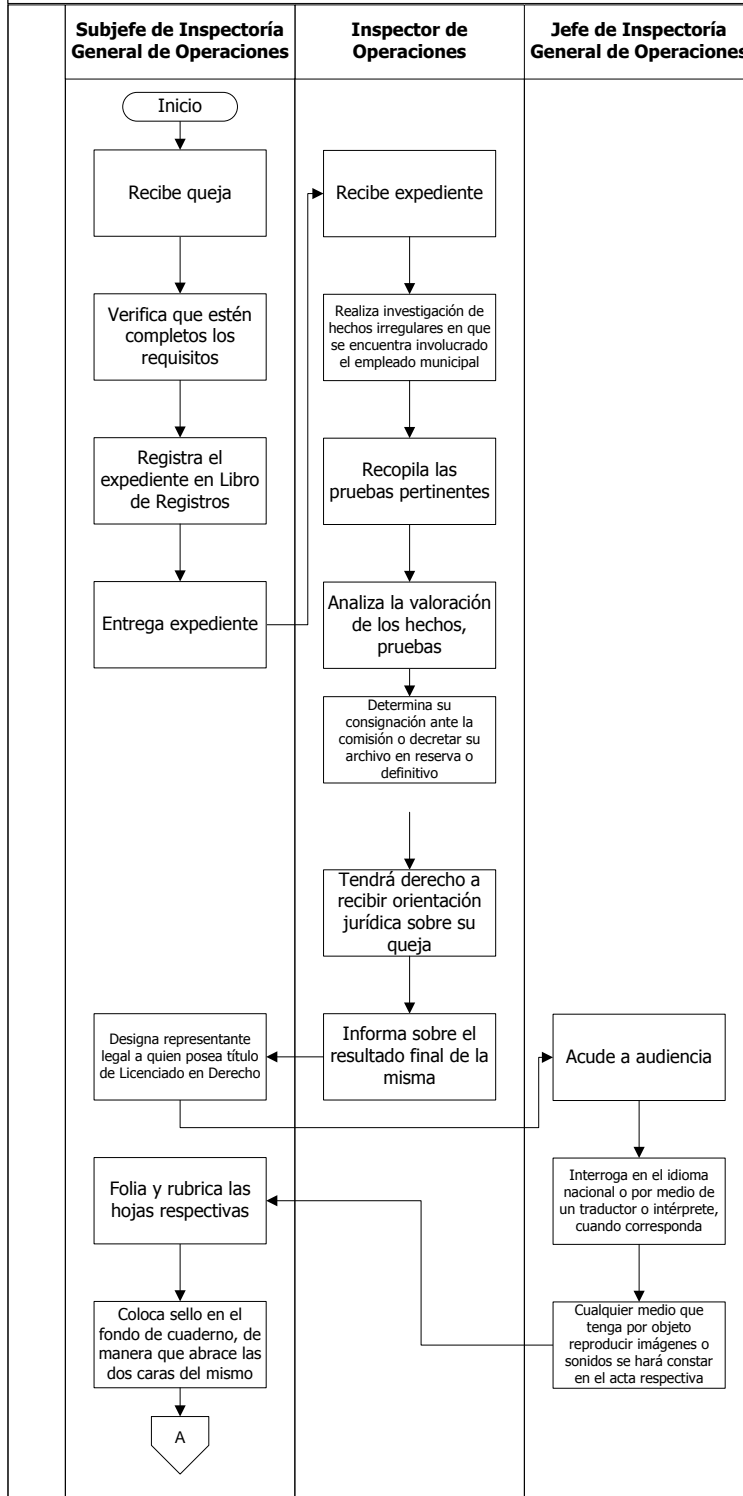 Subjefe de Inspectoría
General de Operaciones
Inspector de
Operaciones
Jefe de Inspectoría
General de Operaciones
Inicio
Recibe queja
Verifica que estén
completos los
requisitos
Registra el
expediente en Libro
de Registros
Entrega expediente
Recibe expediente
Realiza investigación de
hechos irregulares en que
se encuentra involucrado
el empleado municipal
Recopila las
pruebas pertinentes
Analiza la valoración
de los hechos,
pruebas
Determina su
consignación ante la
comisión o decretar su
archivo en reserva o
definitivo
Tendrá derecho a
recibir orientación
jurídica sobre su
queja
Informa sobre el
resultado final de la
misma
Designa representante
legal a quien posea título
de Licenciado en Derecho
Acude a audiencia
Interroga en el idioma
nacional o por medio de
un traductor o intérprete,
cuando corresponda
Cualquier medio que
tenga por objeto
reproducir imágenes o
sonidos se hará constar
en el acta respectiva
Folia y rubrica las
hojas respectivas
Coloca sello en el
fondo de cuaderno, de
manera que abrace las
dos caras del mismo
A